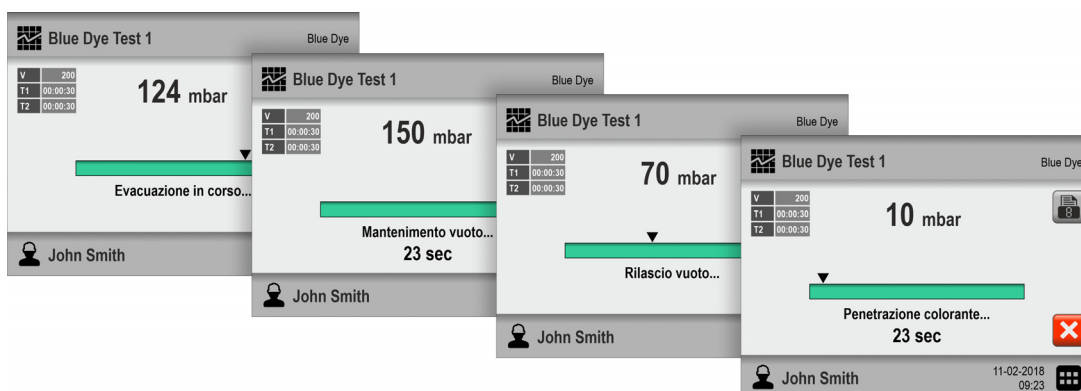 Blue Dye Test 1
Blue Dye
V 200
T1 00:00:30
T2 00:00:30
124 mbar
Evacuazione in corso...
John Smith
Blue Dye Test 1
Blue Dye
V 200
T1 00:00:30
T2 00:00:30
150 mbar
Mantenimento vuoto...
23 sec
John Smith
Blue Dye Test 1
Blue Dye
V 200
T1 00:00:30
T2 00:00:30
70 mbar
Rilascio vuoto...
John Smith
Blue Dye Test 1
Blue Dye
V 200
T1 00:00:30
T2 00:00:30
10 mbar
8
Penetrazione colorante...
23 sec
John Smith
11-02-2018
09:23